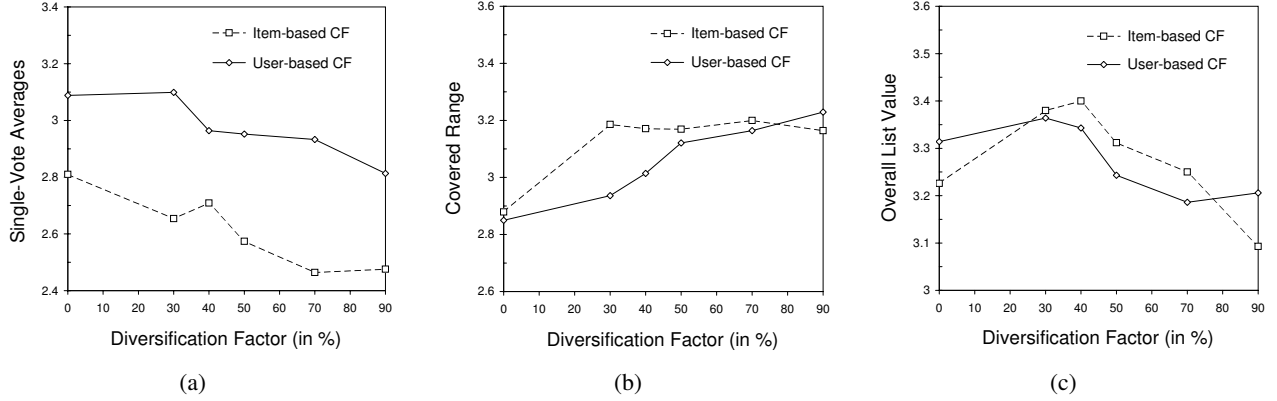 3.4
3.2
3
2.8
2.6
2.4
Single-Vote Averages
Item-based CF
User-based CF
0 10 20 30 40 50 60 70 80 90
Diversification Factor (in %)
(a)
3.6
3.4
3.2
3
2.8
2.6
Covered Range
Item-based CF
User-based CF
0 10 20 30 40 50 60 70 80 90
Diversification Factor (in %)
(b)
3.6
3.5
3.4
3.3
3.2
3.1
3
Overall List Value
Item-based CF
User-based CF
0 10 20 30 40 50 60 70 80 90
Diversification Factor (in %)
(c)